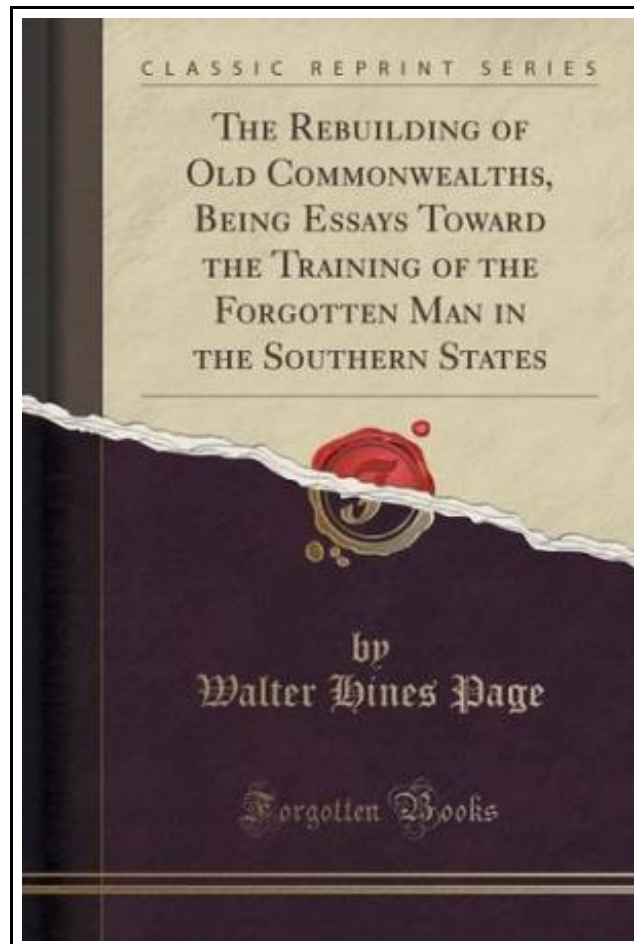 CLASSIC REPRINT SERIES
THE REBUILDING OF
OLD COMMONWEALTHS,
BEING ESSAYS TOWARD
THE TRAINING OF THE
FORGOTTEN MAN IN
THE SOUTHERN STATES
F
by
Walter Hines Page
Forgotten Books